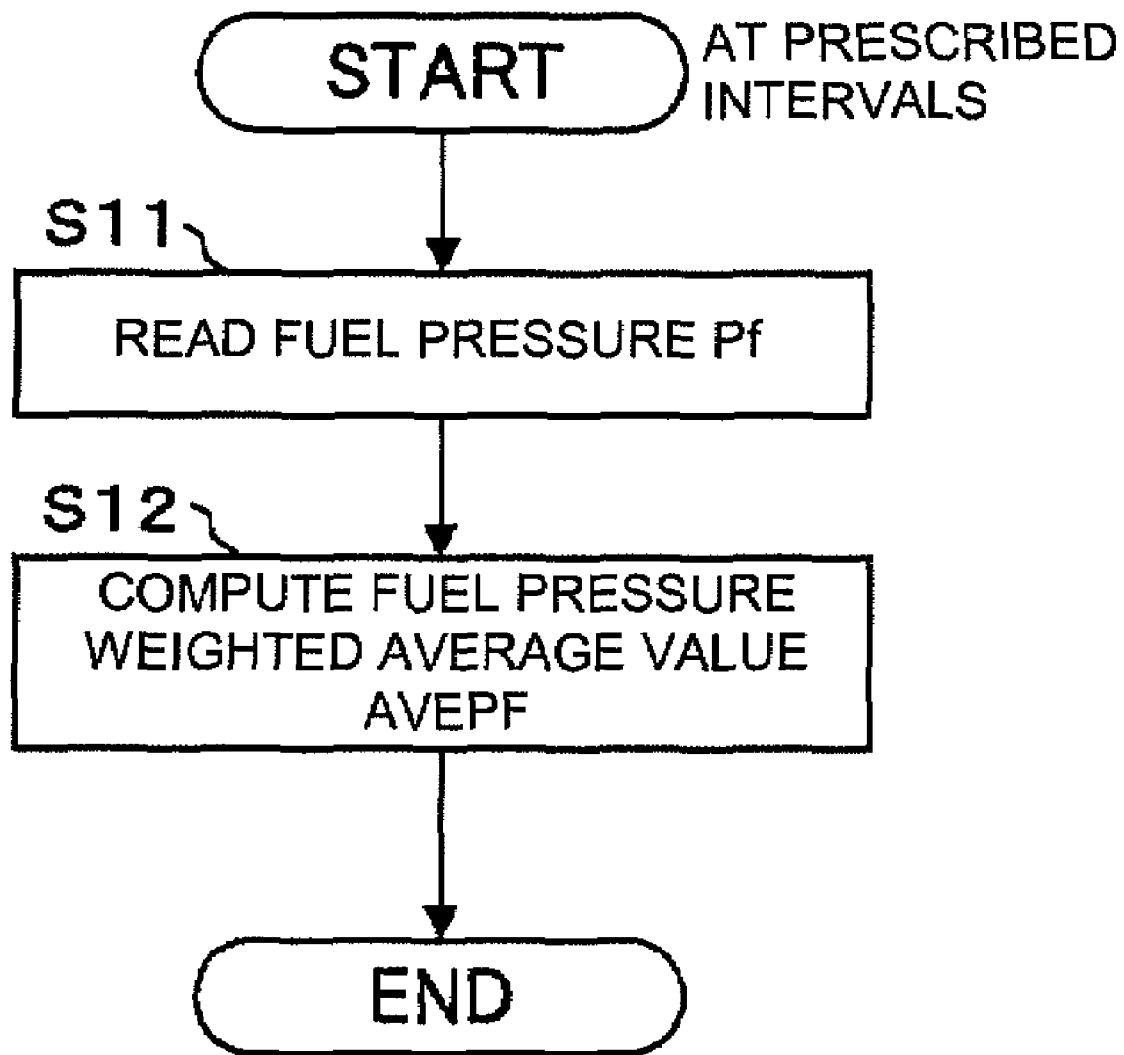 START
AT PRESCRIBED
INTERVALS
S11
READ FUEL PRESSURE Pf
S12
COMPUTE FUEL PRESSURE
WEIGHTED AVERAGE VALUE
AVEPF
END